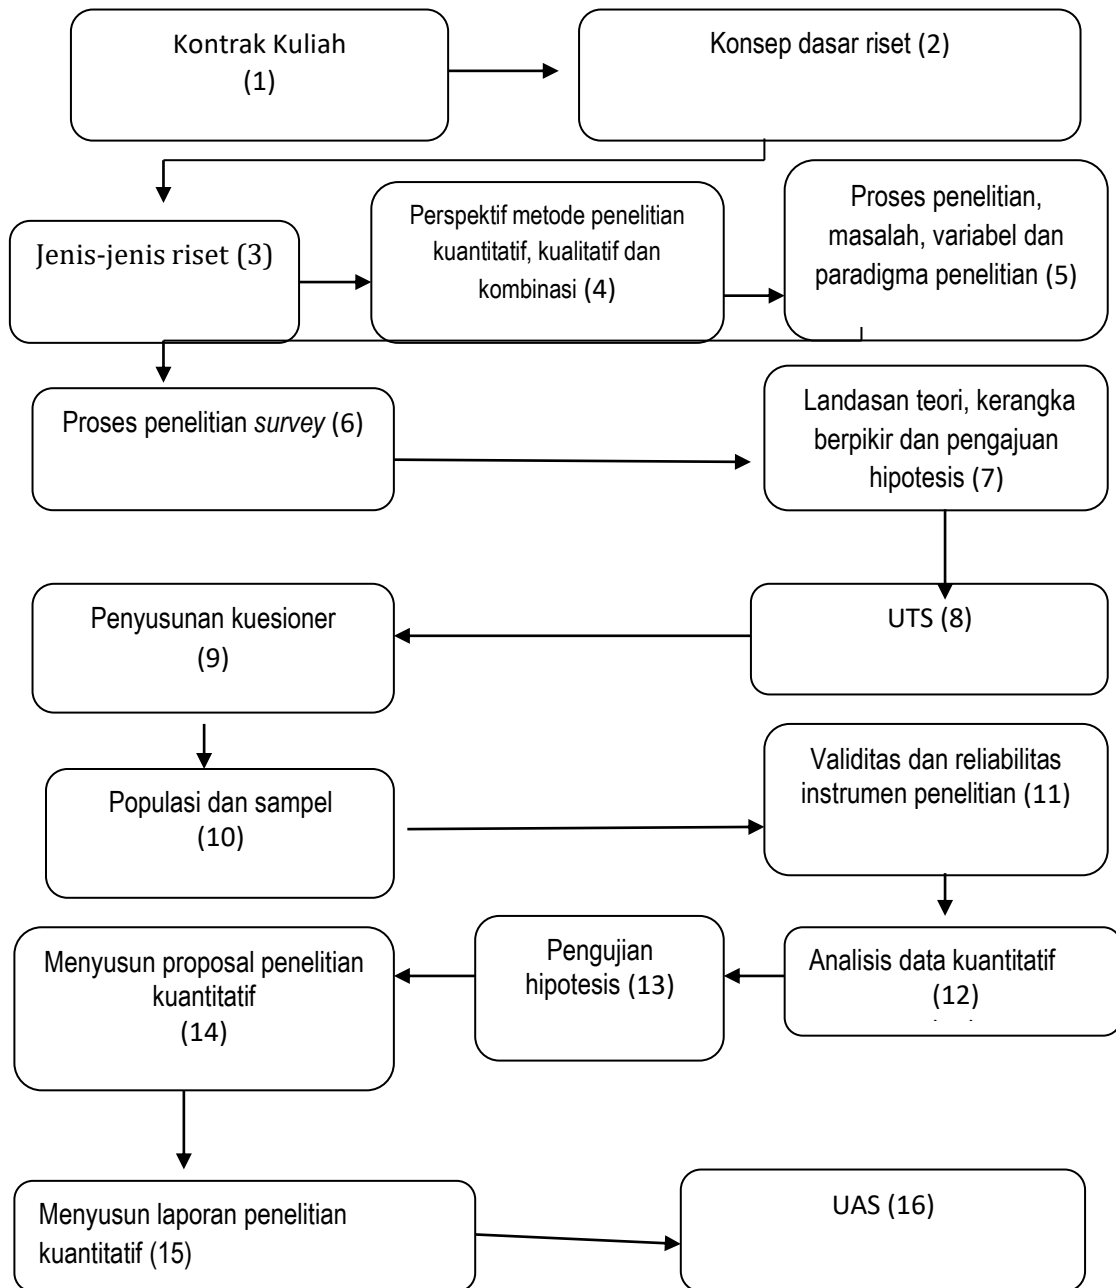 Kontrak Kuliah
(1)
Konsep dasar riset (2)
Jenis-jenis riset (3)
Perspektif metode penelitian
kuantitatif, kualitatif dan
kombinasi (4)
Proses penelitian,
masalah, variabel dan
paradigma penelitian (5)
Proses penelitian survey (6)
Landasan teori, kerangka
berpikir dan pengajuan
hipotesis (7)
UTS (8)
Penyusunan kuesioner
(9)
Populasi dan sampel
(10)
Validitas dan reliabilitas
instrumen penelitian (11)
Analisis data kuantitatif
(12)
Pengujian
hipotesis (13)
Menyusun proposal penelitian
kuantitatif
(14)
Menyusun laporan penelitian
kuantitatif (15)
UAS (16)